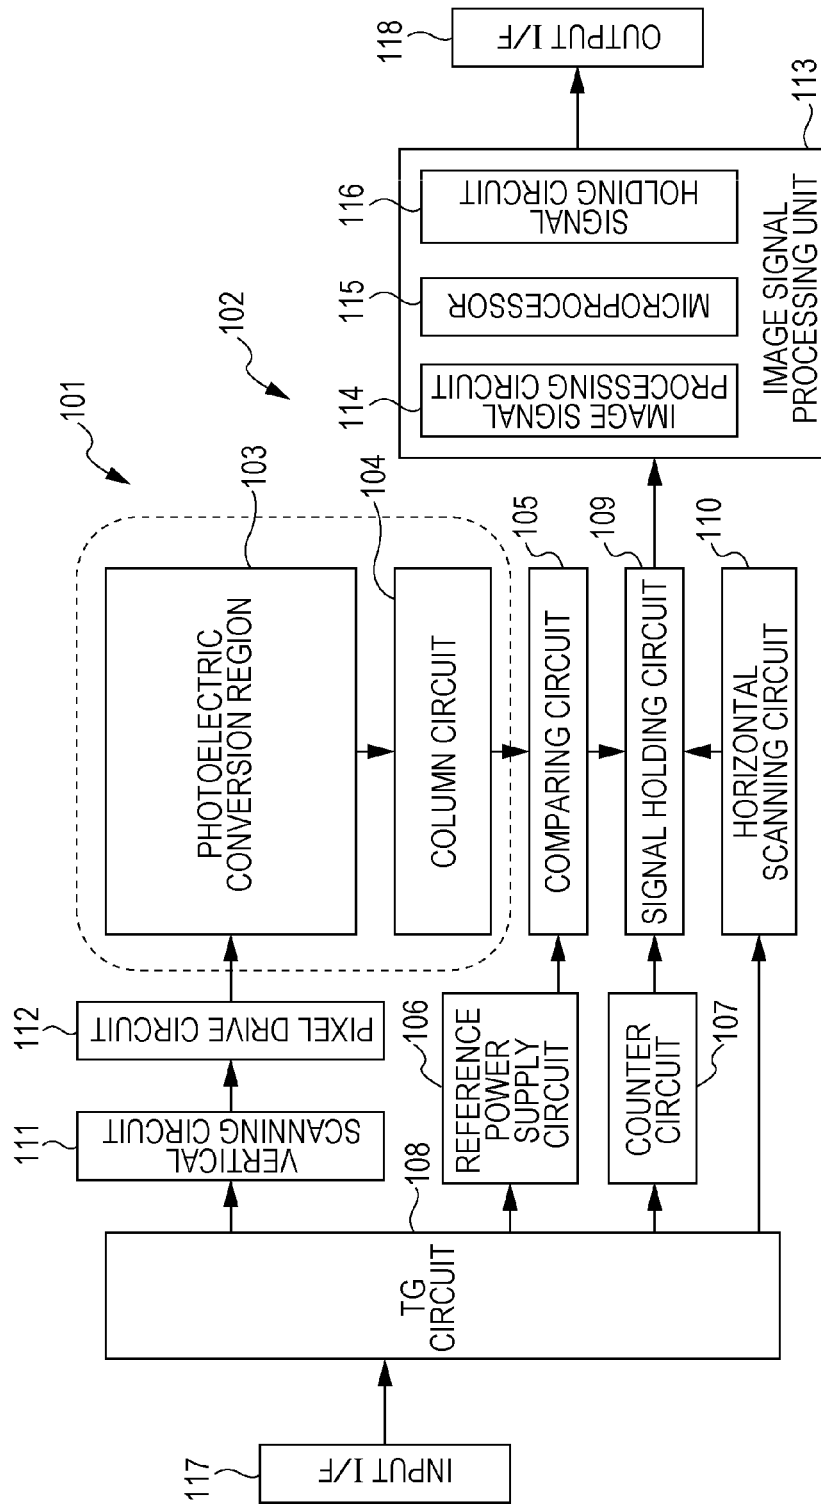 101
102
117
INPUT I/F
108
TG
CIRCUIT
111
VERTICAL
SCANNING CIRCUIT
112
PIXEL DRIVE CIRCUIT
103
PHOTOELECTRIC
CONVERSION REGION
104
COLUMN CIRCUIT
106
REFERENCE
POWER
SUPPLY
CIRCUIT
105
COMPARING CIRCUIT
107
COUNTER
CIRCUIT
109
SIGNAL HOLDING CIRCUIT
110
HORIZONTAL
SCANNING CIRCUIT
114
IMAGE SIGNAL
PROCESSING CIRCUIT
115
MICROPROCESSOR
116
SIGNAL
HOLDING CIRCUIT
IMAGE SIGNAL
PROCESSING UNIT
113
118
OUTPUT I/F